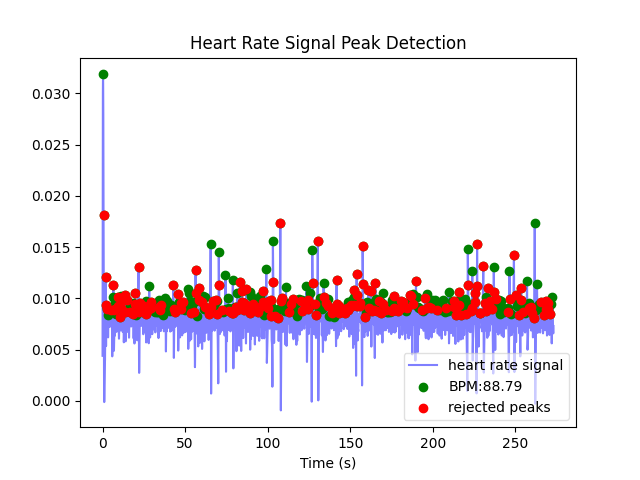 Heart Rate Signal Peak Detection
0.030
0.025
0.020
0.015
0.010
0.005
0.000
heart rate signal
BPM:88.79
rejected peaks
0 50 100 150 200 250
Time (s)